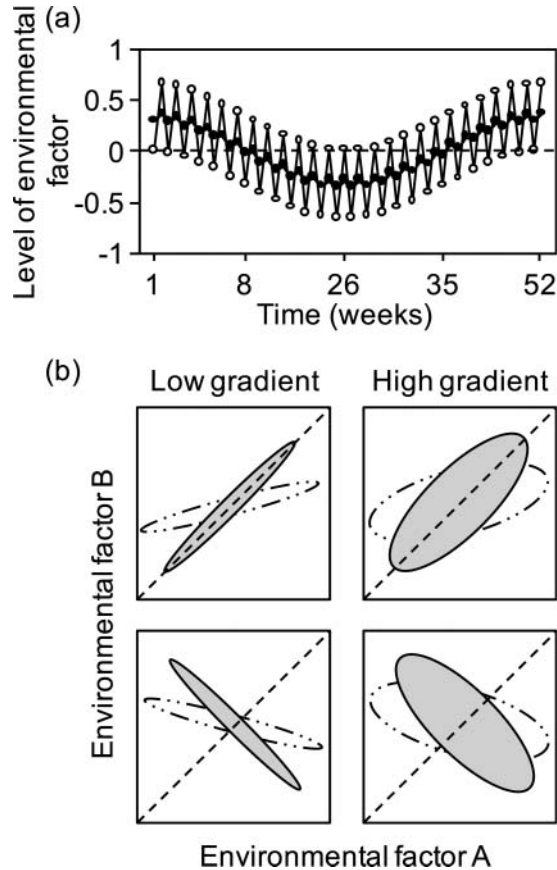 (a)
Level of environmental
factor
1
0.5
0
-0.5
-1
1 8 26 35 52
Time (weeks)
(b)
Low gradient High gradient
Environmental factor B
Environmental factor A